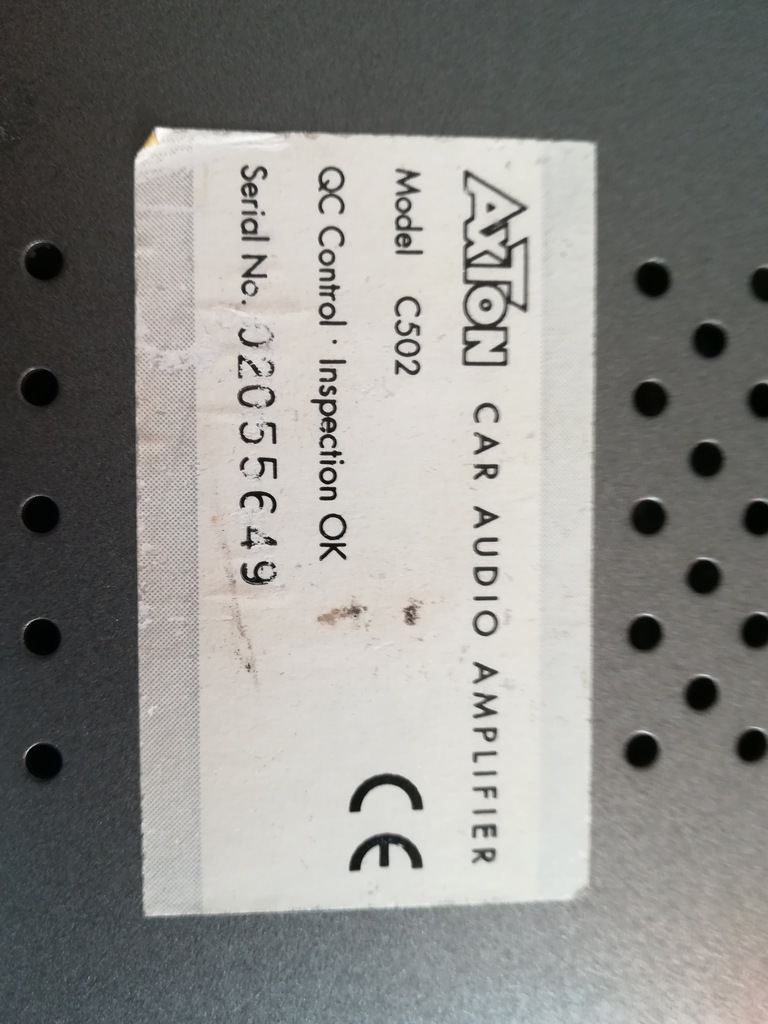 AXTON CAR AUDIO AMPLIFIER
Model C502
QC Control · Inspection OK
Serial No. 02055649
CE